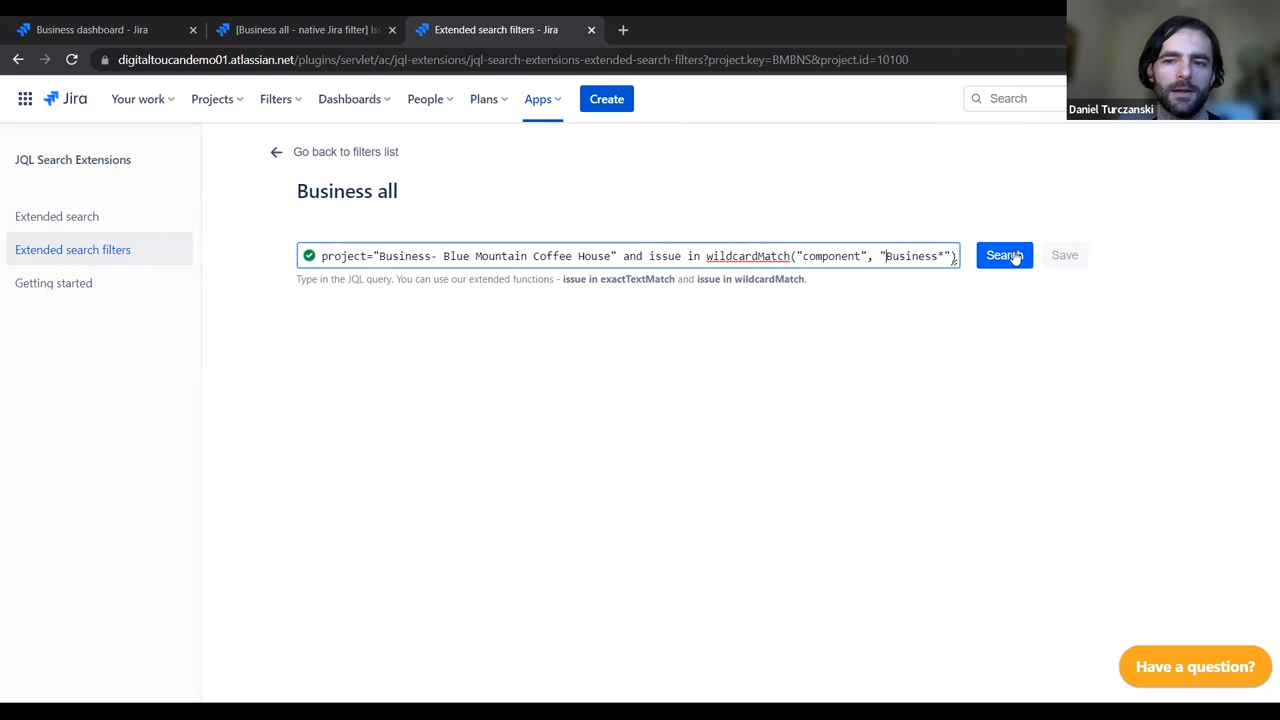 Business dashboard - Jira
[Business all - native Jira filter] Is
Extended search filters - Jira
digitaltoucandemo01.atlassian.net/plugins/servlet/ac/jql-extensions/jql-search-extensions-extended-search-filters?project.key=BMBNS&project.id=10100
Daniel Turczanski
Jira
Your work
Projects
Filters
Dashboards
People
Plans
Apps
Create
Search
JQL Search Extensions
Extended search
Extended search filters
Getting started
Go back to filters list
Business all
project="Business- Blue Mountain Coffee House" and issue in wildcardMatch("component", "Business*")
Search
Save
Type in the JQL query. You can use our extended functions - issue in exactTextMatch and issue in wildcardMatch.
Have a question?